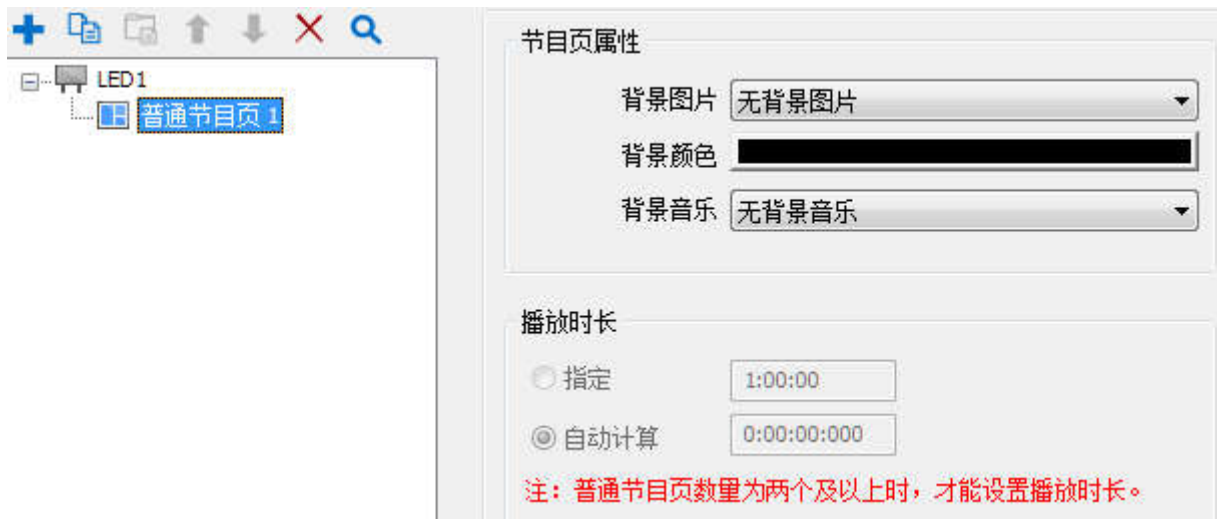 LED1
普通节目页 1
节目页属性
背景图片 无背景图片
背景颜色
背景音乐 无背景音乐
播放时长
指定 1:00:00
自动计算 0:00:00:000
注：普通节目页数量为两个及以上时，才能设置播放时长。